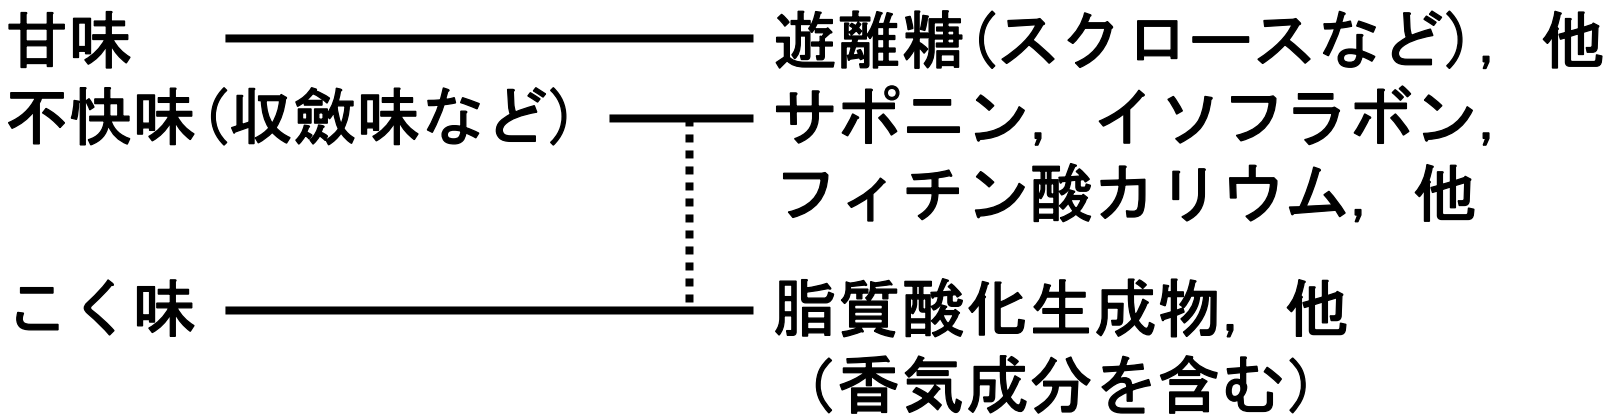 甘味 遊離糖(スクロースなど), 他
不快味(収斂味など) サポニン, イソフラボン,
フィチン酸カリウム, 他
こく味 脂質酸化生成物, 他
(香気成分を含む)